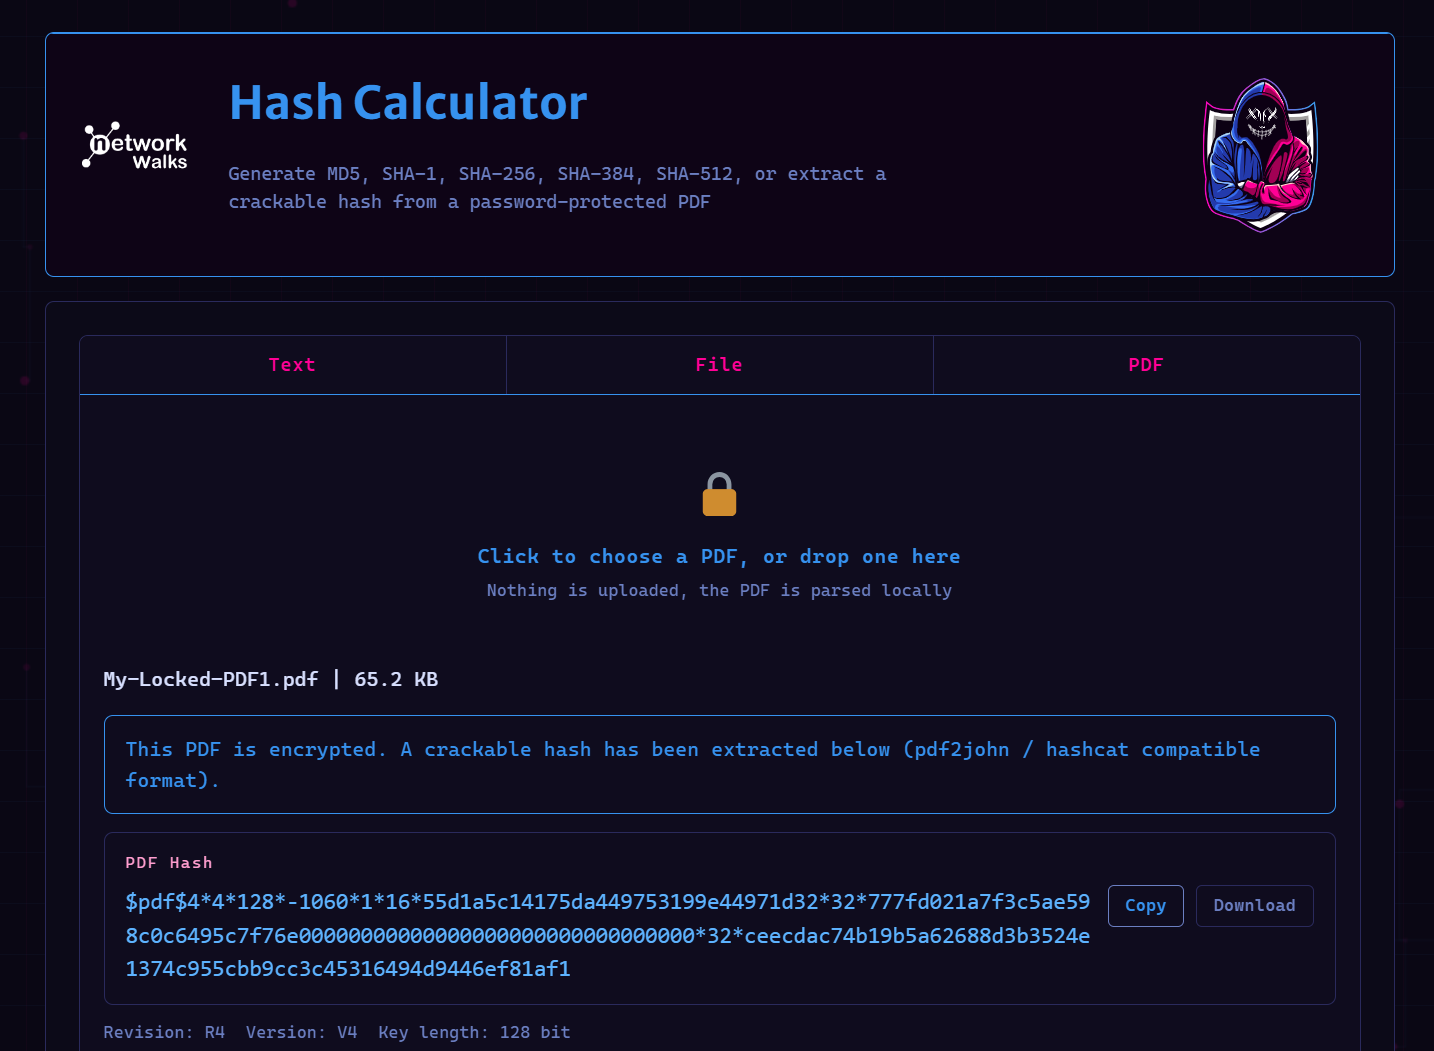 network
Walks
Hash Calculator
Generate MD5, SHA-1, SHA-256, SHA-384, SHA-512, or extract a
crackable hash from a password-protected PDF
Text
File
PDF
Click to choose a PDF, or drop one here
Nothing is uploaded, the PDF is parsed locally
My-Locked-PDF1.pdf | 65.2 KB
This PDF is encrypted. A crackable hash has been extracted below (pdf2john / hashcat compatible
format).
PDF Hash
$pdf$4*4*128*-1060*1*16*55d1a5c14175da449753199e44971d32*32*777fd021a7f3c5ae59
8c0c6495c7f76e00000000000000000000000000000000*32*ceecdac74b19b5a62688d3b3524e
1374c955cbb9cc3c45316494d9446ef81af1
Copy
Download
Revision: R4 Version: V4 Key length: 128 bit